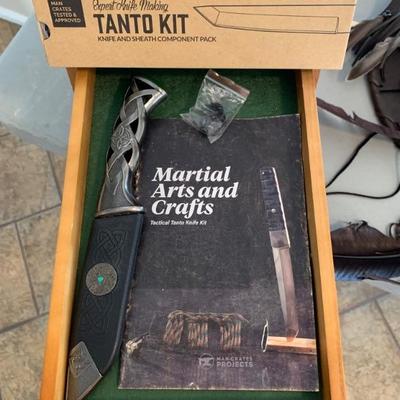 MAN
CRATES
TESTED &
APPROVED
Expert Knife Making
TANTO KIT
KNIFE AND SHEATH COMPONENT PACK
Martial
Arts and
Crafts
Tactical Tanto Knife Kit
MAN CRATES
PROJECTS